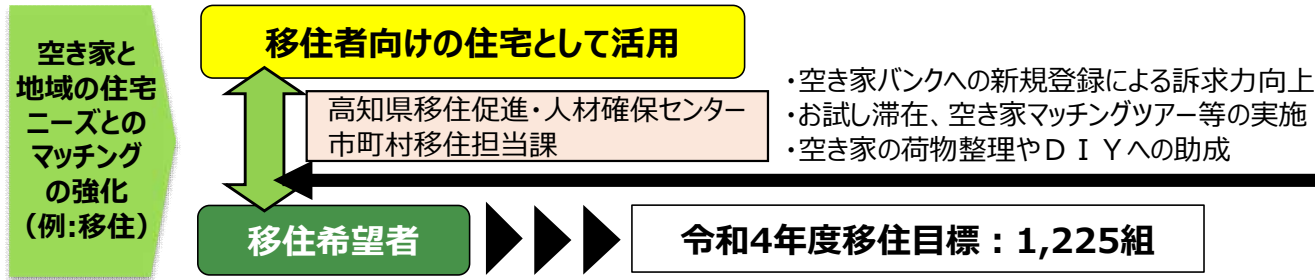 空き家と
地域の住宅
ニーズとの
マッチング
の強化
（例:移住）
移住者向けの住宅として活用
高知県移住促進・人材確保センター
市町村移住担当課
・空き家バンクへの新規登録による訴求力向上
・お試し滞在、空き家マッチングツアー等の実施
・空き家の荷物整理やＤＩＹへの助成
移住希望者
令和4年度移住目標：1,225組